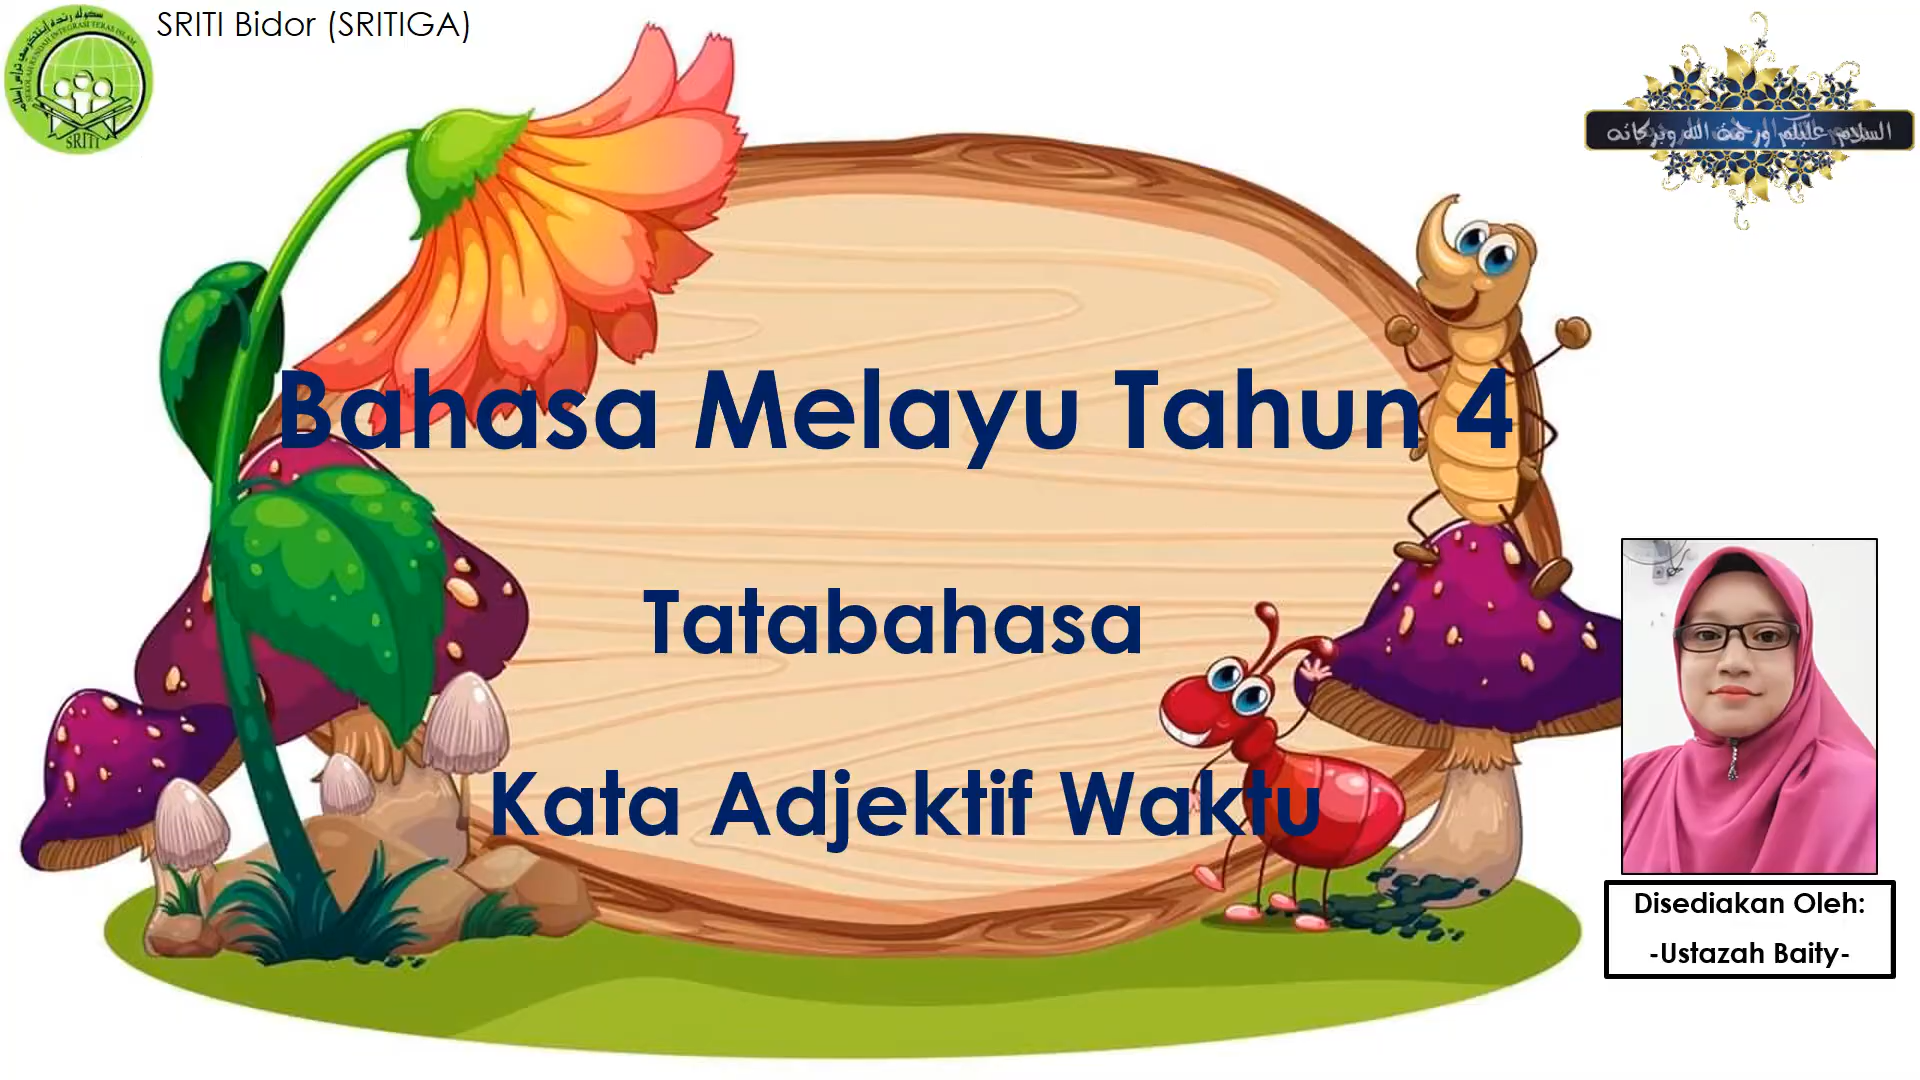 SRITI Bidor (SRITIGA)
SRITI
السلام عليكم ورحمة الله وبركاته
Bahasa Melayu Tahun 4
Tatabahasa
Kata Adjektif Waktu
Disediakan Oleh:
-Ustazah Baity-